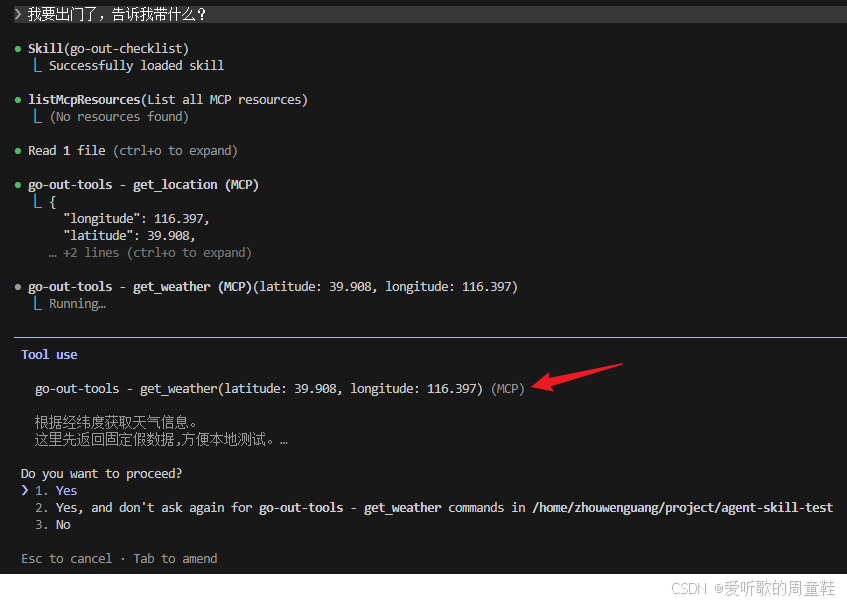 ❯ 我要出门了，告诉我带什么？
● Skill(go-out-checklist)
⎿ Successfully loaded skill
● listMcpResources(List all MCP resources)
⎿ (No resources found)
● Read 1 file (ctrl+o to expand)
● go-out-tools - get_location (MCP)
⎿ {
"longitude": 116.397,
"latitude": 39.908,
… +2 lines (ctrl+o to expand)
● go-out-tools - get_weather (MCP)(latitude: 39.908, longitude: 116.397)
⎿ Running…
Tool use
go-out-tools - get_weather(latitude: 39.908, longitude: 116.397) (MCP)
根据经纬度获取天气信息。
这里先返回固定假数据,方便本地测试。…
Do you want to proceed?
❯ 1. Yes
2. Yes, and don't ask again for go-out-tools - get_weather commands in /home/zhouwenguang/project/agent-skill-test
3. No
Esc to cancel · Tab to amend
CSDN @爱听歌的周童鞋